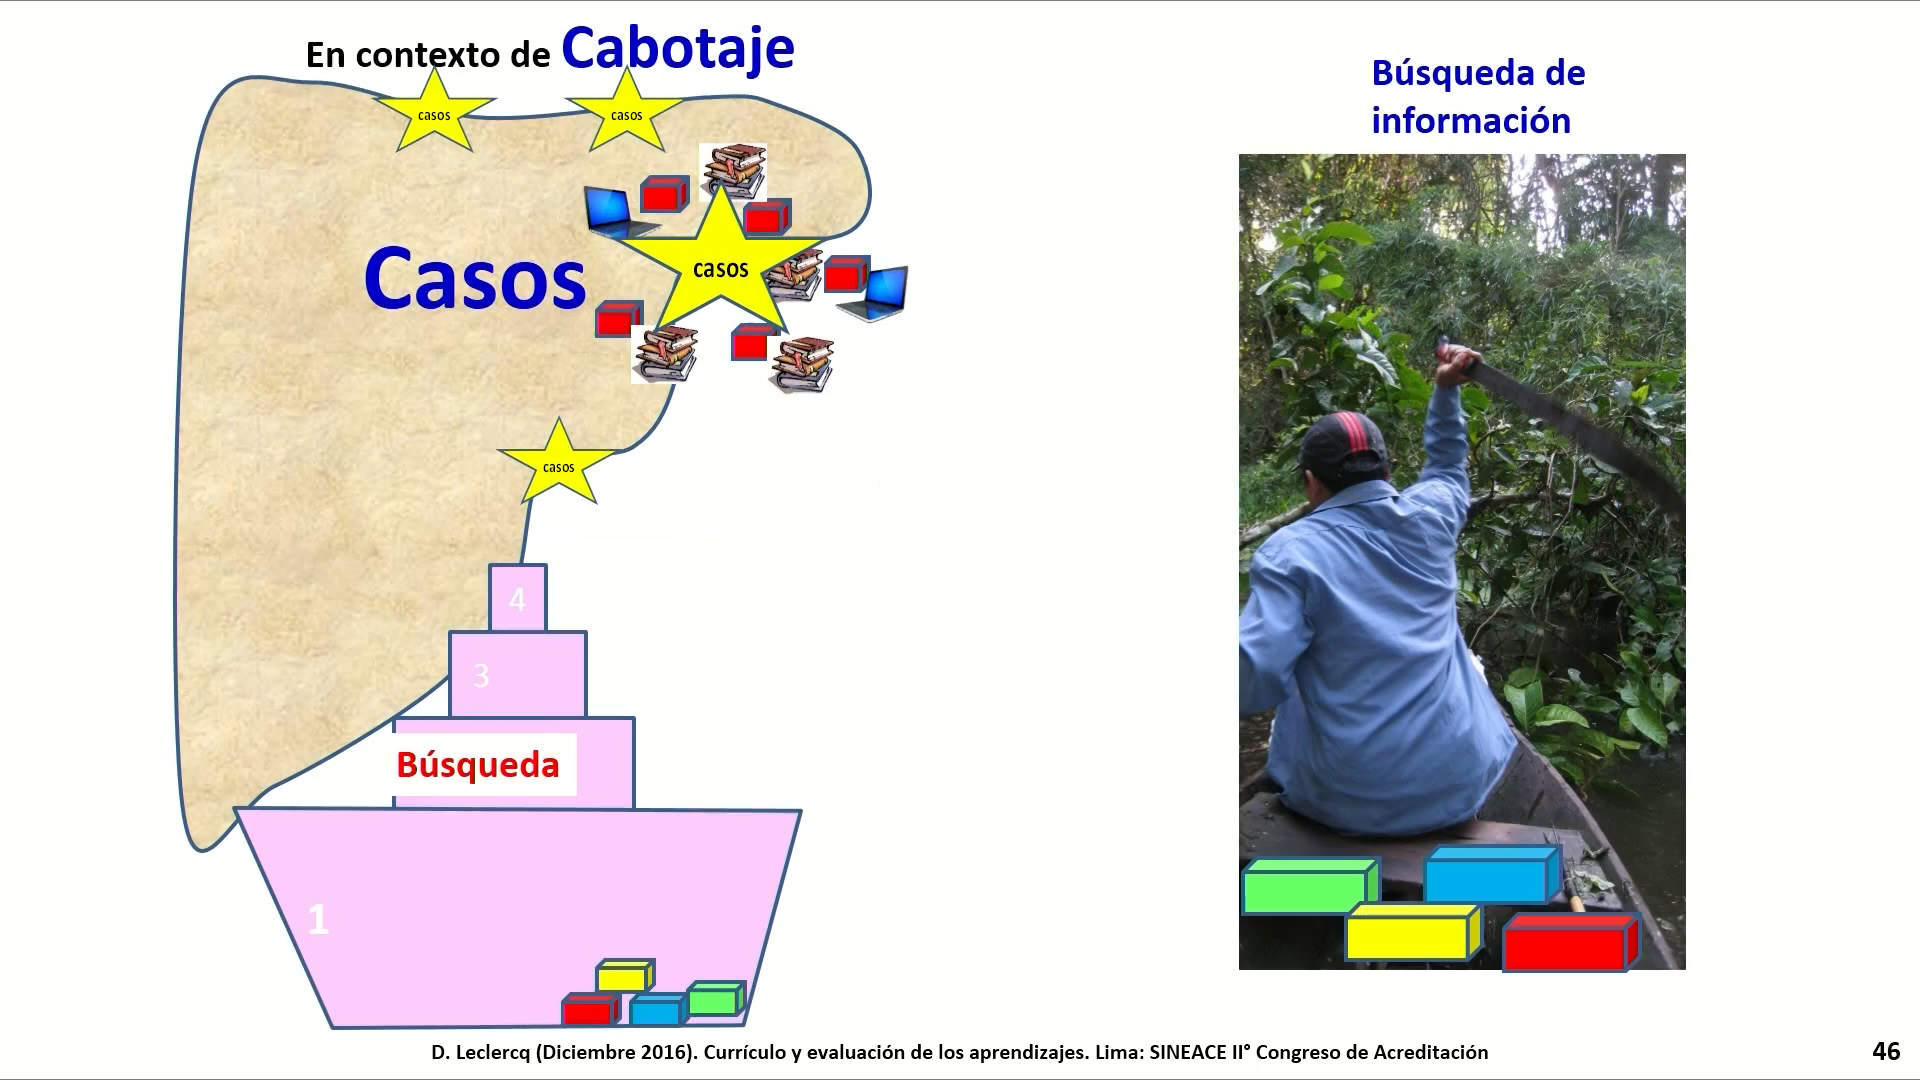 En contexto de Cabotaje
Búsqueda de
información
casos
casos
Casos
casos
casos
4
3
Búsqueda
1
D. Leclercq (Diciembre 2016). Currículo y evaluación de los aprendizajes. Lima: SINEACE II° Congreso de Acreditación
46